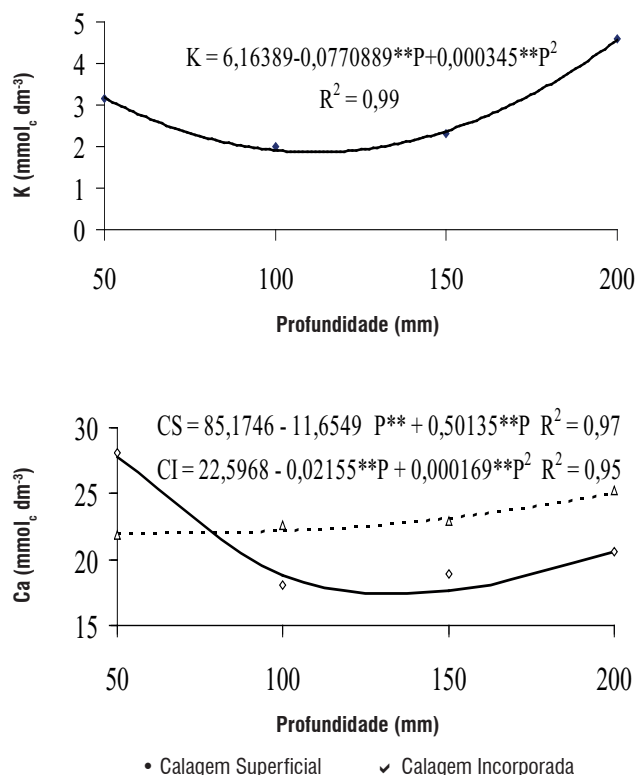 K (mmol_c dm⁻³)
5
4
3
2
1
0
K = 6,16389-0,0770889**P+0,000345**P²
R² = 0,99
50 100 150 200
Profundidade (mm)
Ca (mmol_c dm⁻³)
30
25
20
15
CS = 85,1746 - 11,6549 P** + 0,50135**P R² = 0,97
CI = 22,5968 - 0,02155**P + 0,000169**P² R² = 0,95
50 100 150 200
Profundidade (mm)
• Calagem Superficial ✓ Calagem Incorporada